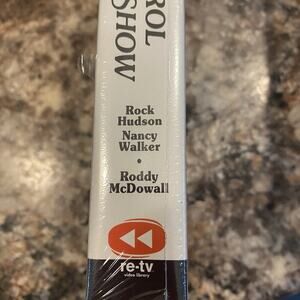 ROL
SHOW
Rock
Hudson
Nancy
Walker
•
Roddy
McDowall
re-tv
video library